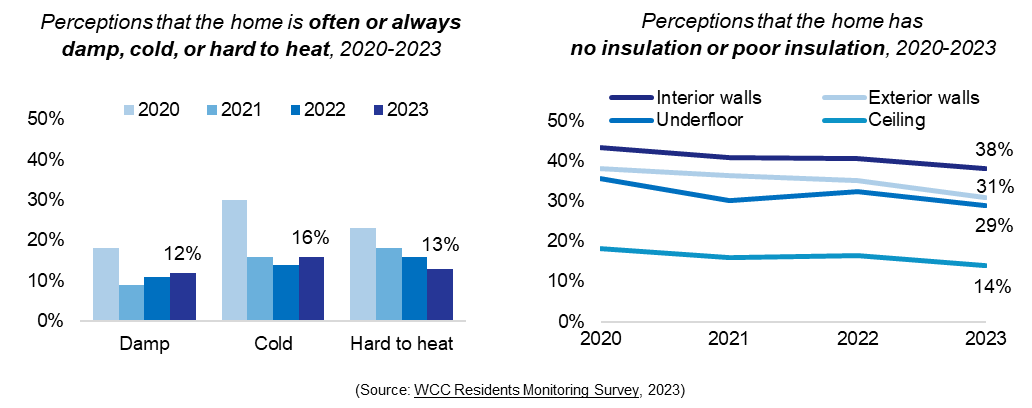 Perceptions that the home is often or always
damp, cold, or hard to heat, 2020-2023
2020 2021 2022 2023
50%
40%
30%
20%
10%
0%
12%
16%
13%
Damp Cold Hard to heat
Perceptions that the home has
no insulation or poor insulation, 2020-2023
Interior walls Exterior walls
Underfloor Ceiling
50%
40%
30%
20%
10%
0%
38%
31%
29%
14%
2020 2021 2022 2023
(Source: WCC Residents Monitoring Survey, 2023)